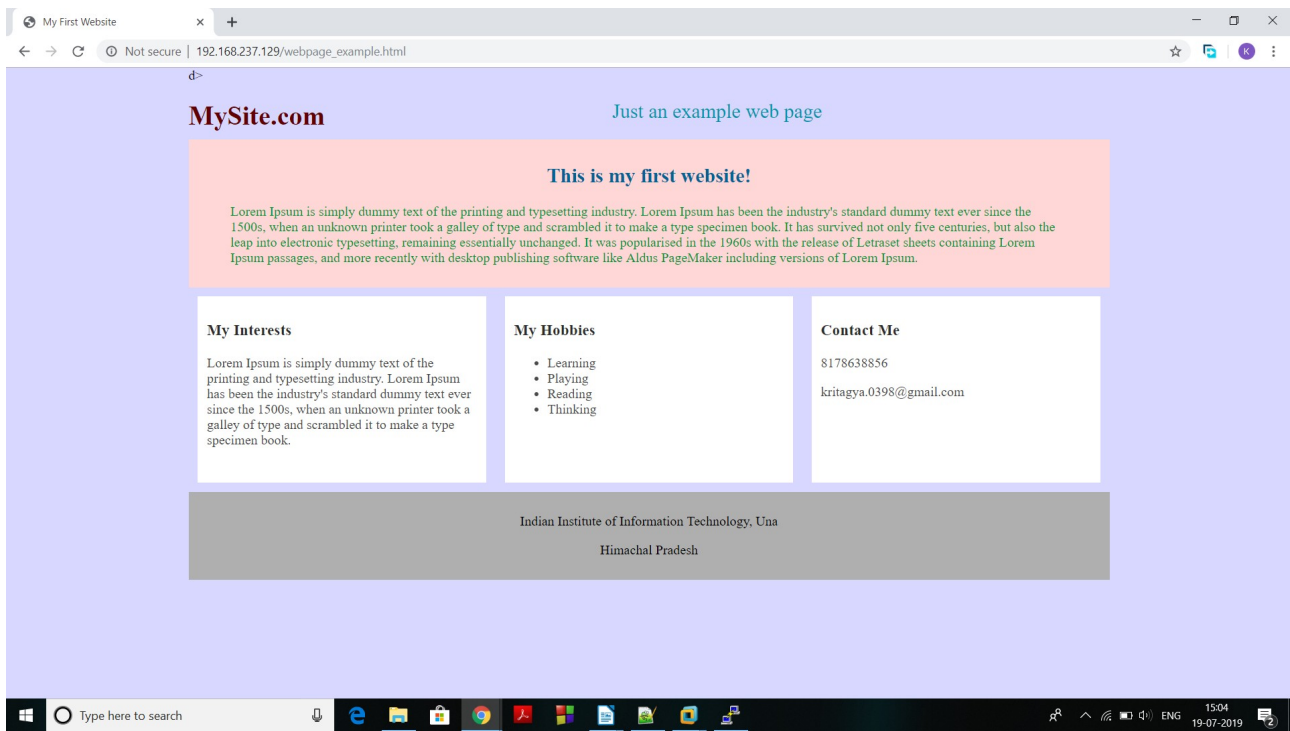 My First Website
Not secure | 192.168.237.129/webpage_example.html
K
d>
MySite.com
Just an example web page
This is my first website!
Lorem Ipsum is simply dummy text of the printing and typesetting industry. Lorem Ipsum has been the industry's standard dummy text ever since the
1500s, when an unknown printer took a galley of type and scrambled it to make a type specimen book. It has survived not only five centuries, but also the
leap into electronic typesetting, remaining essentially unchanged. It was popularised in the 1960s with the release of Letraset sheets containing Lorem
Ipsum passages, and more recently with desktop publishing software like Aldus PageMaker including versions of Lorem Ipsum.
My Interests
Lorem Ipsum is simply dummy text of the
printing and typesetting industry. Lorem Ipsum
has been the industry's standard dummy text ever
since the 1500s, when an unknown printer took a
galley of type and scrambled it to make a type
specimen book.
My Hobbies
• Learning
• Playing
• Reading
• Thinking
Contact Me
8178638856
kritagya.0398@gmail.com
Indian Institute of Information Technology, Una
Himachal Pradesh
Type here to search
ENG
15:04
19-07-2019
2